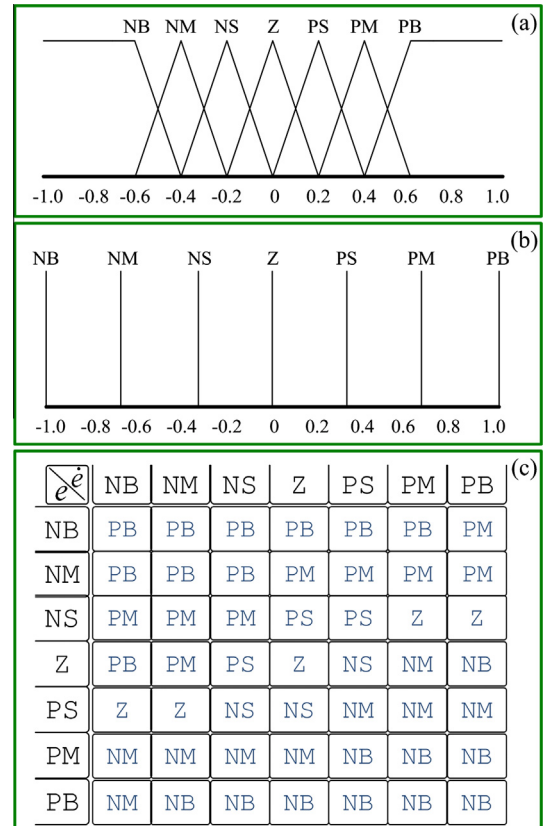 (a)
NB NM NS Z PS PM PB
-1.0 -0.8 -0.6 -0.4 -0.2 0 0.2 0.4 0.6 0.8 1.0
(b)
NB NM NS Z PS PM PB
-1.0 -0.8 -0.6 -0.4 -0.2 0 0.2 0.4 0.6 0.8 1.0
(c)
e ė NB NM NS Z PS PM PB
NB PB PB PB PB PB PB PM
NM PB PB PB PM PM PM PM
NS PM PM PM PS PS Z Z
Z PB PM PS Z NS NM NB
PS Z Z NS NS NM NM NM
PM NM NM NM NM NB NB NB
PB NM NB NB NB NB NB NB